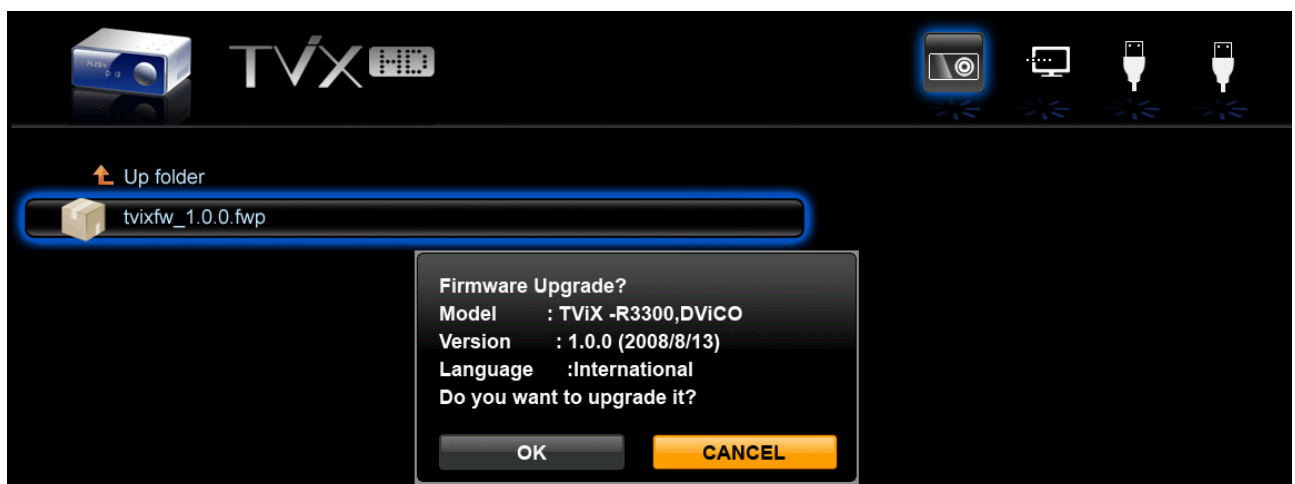 TViX HD
Up folder
tvixfw_1.0.0.fwp
Firmware Upgrade?
Model : TViX -R3300,DViCO
Version : 1.0.0 (2008/8/13)
Language :International
Do you want to upgrade it?
OK CANCEL